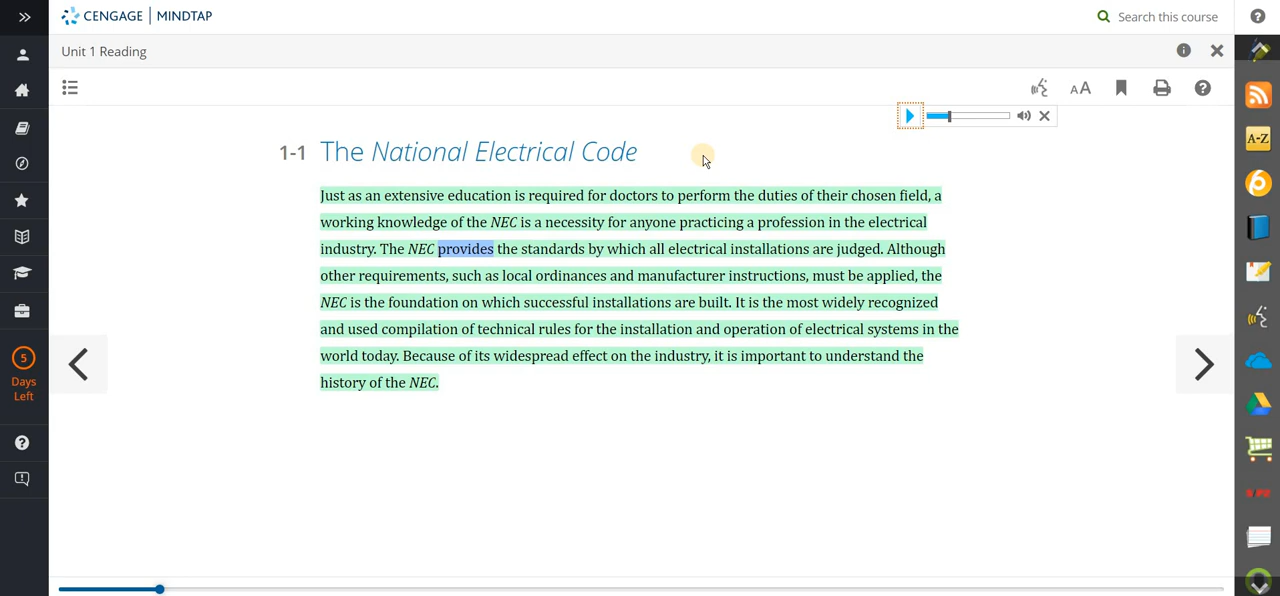 CENGAGE | MINDTAP
Search this course
Unit 1 Reading
AA
1-1 The National Electrical Code
Just as an extensive education is required for doctors to perform the duties of their chosen field, a
working knowledge of the NEC is a necessity for anyone practicing a profession in the electrical
industry. The NEC provides the standards by which all electrical installations are judged. Although
other requirements, such as local ordinances and manufacturer instructions, must be applied, the
NEC is the foundation on which successful installations are built. It is the most widely recognized
and used compilation of technical rules for the installation and operation of electrical systems in the
world today. Because of its widespread effect on the industry, it is important to understand the
history of the NEC.
5
Days
Left
A-Z